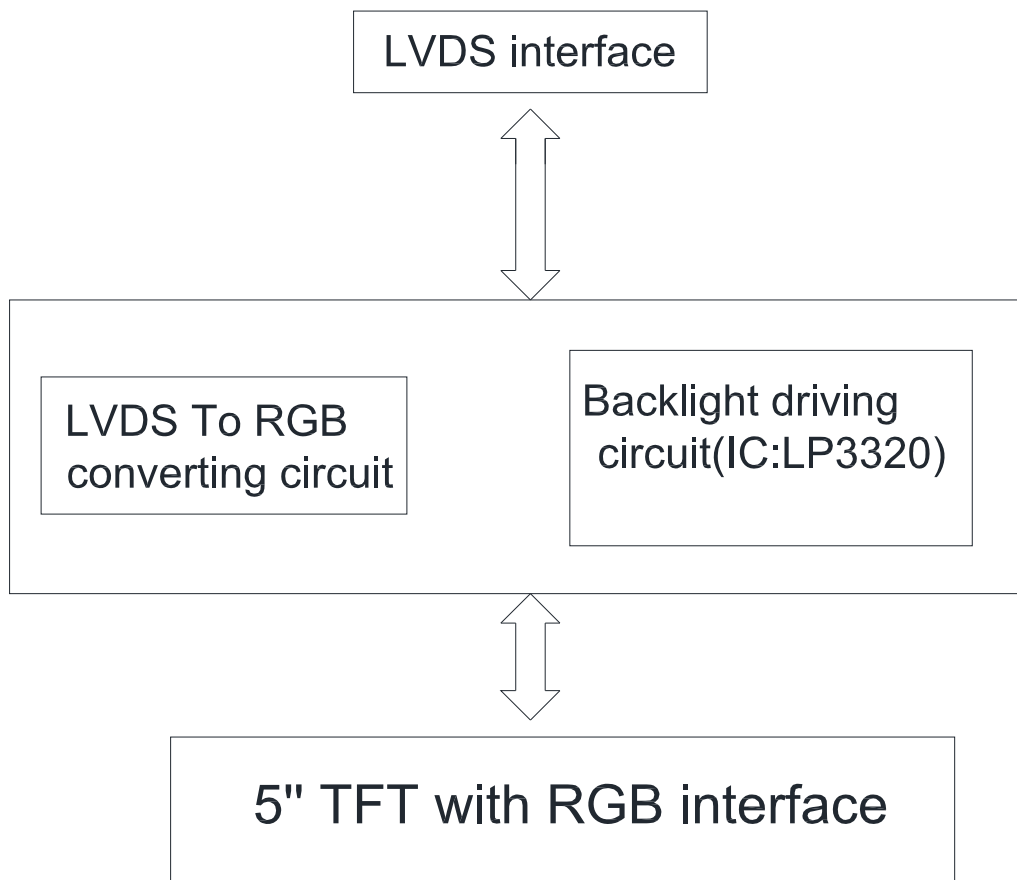 LVDS interface
LVDS To RGB
converting circuit
Backlight driving
circuit(IC:LP3320)
5" TFT with RGB interface